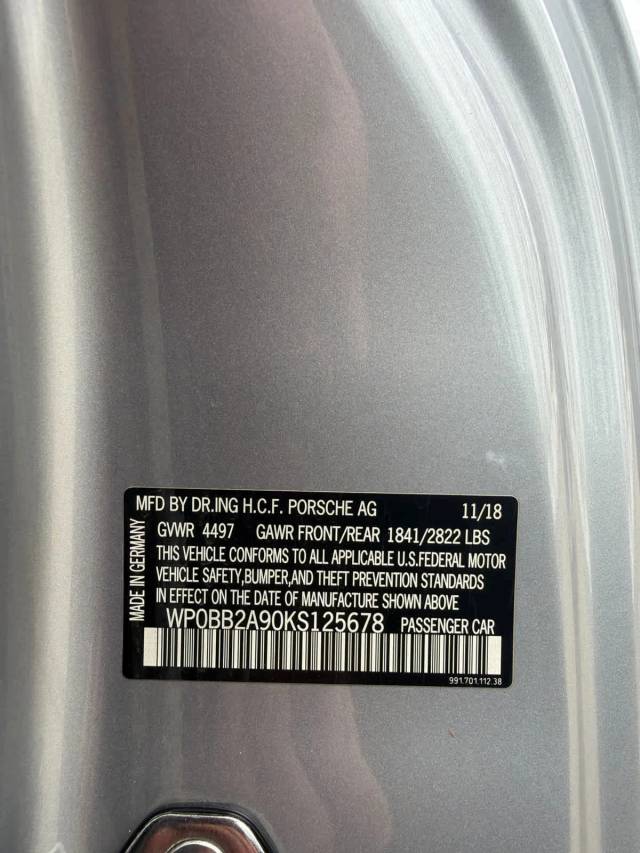 MFD BY DR.ING H.C.F. PORSCHE AG 11/18
GVWR 4497 GAWR FRONT/REAR 1841/2822 LBS
THIS VEHICLE CONFORMS TO ALL APPLICABLE U.S.FEDERAL MOTOR
VEHICLE SAFETY,BUMPER,AND THEFT PREVENTION STANDARDS
IN EFFECT ON THE DATE OF MANUFACTURE SHOWN ABOVE
WP0BB2A90KS125678 PASSENGER CAR
991.701.112.38
MADE IN GERMANY